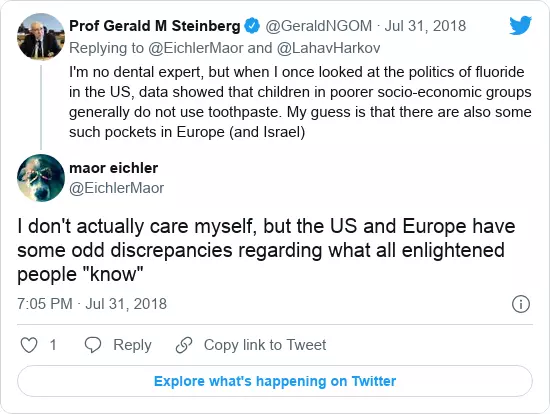 Prof Gerald M Steinberg @GeraldNGOM · Jul 31, 2018
Replying to @EichlerMaor and @LahavHarkov
I'm no dental expert, but when I once looked at the politics of fluoride
in the US, data showed that children in poorer socio-economic groups
generally do not use toothpaste. My guess is that there are also some
such pockets in Europe (and Israel)
maor eichler
@EichlerMaor
I don't actually care myself, but the US and Europe have
some odd discrepancies regarding what all enlightened
people "know"
7:05 PM · Jul 31, 2018
1 Reply Copy link to Tweet
Explore what's happening on Twitter